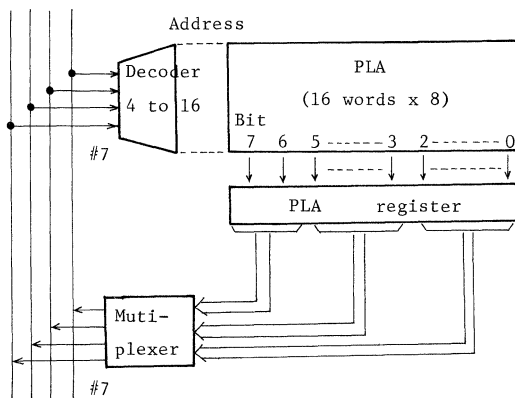 Address
Decoder
4 to 16
#7
PLA
(16 words x 8)
Bit
7 6 5 ------- 3 2 --------- 0
PLA register
Muti-
plexer
#7